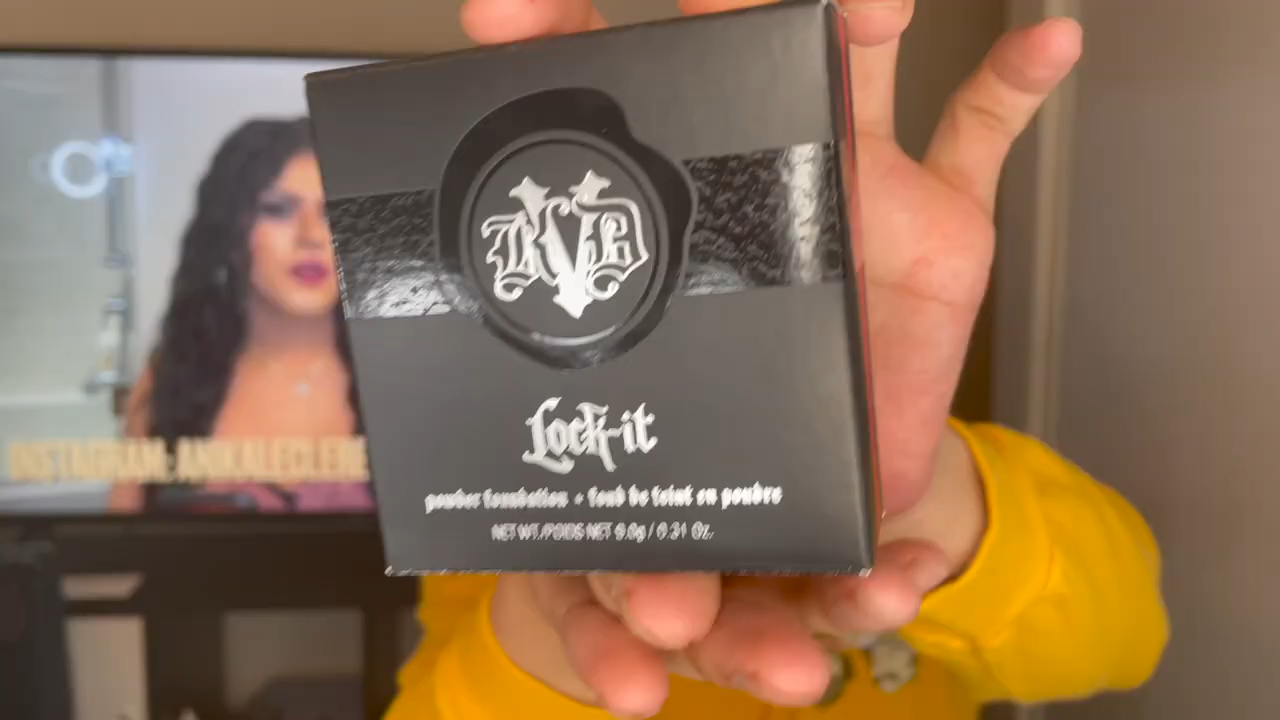 KVD
Lock-it
powder foundation • fond de teint en poudre
NET WT./POIDS NET 9.0g / 0.31 Oz.
INSTAGRAM: ANIKALECLERE